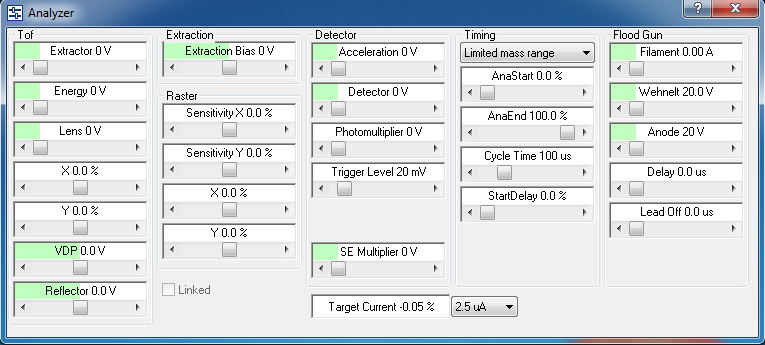 Analyzer
Tof
Extractor 0 V
Energy 0 V
Lens 0 V
X 0.0 %
Y 0.0 %
VDP 0.0 V
Reflector 0.0 V
Extraction
Extraction Bias 0 V
Raster
Sensitivity X 0.0 %
Sensitivity Y 0.0 %
X 0.0 %
Y 0.0 %
Linked
Detector
Acceleration 0 V
Detector 0 V
Photomultiplier 0 V
Trigger Level 20 mV
SE Multiplier 0 V
Target Current -0.05 %
2.5 uA
Timing
Limited mass range
AnaStart 0.0 %
AnaEnd 100.0 %
Cycle Time 100 us
StartDelay 0.0 %
Flood Gun
Filament 0.00 A
Wehnelt 20.0 V
Anode 20 V
Delay 0.0 us
Lead Off 0.0 us